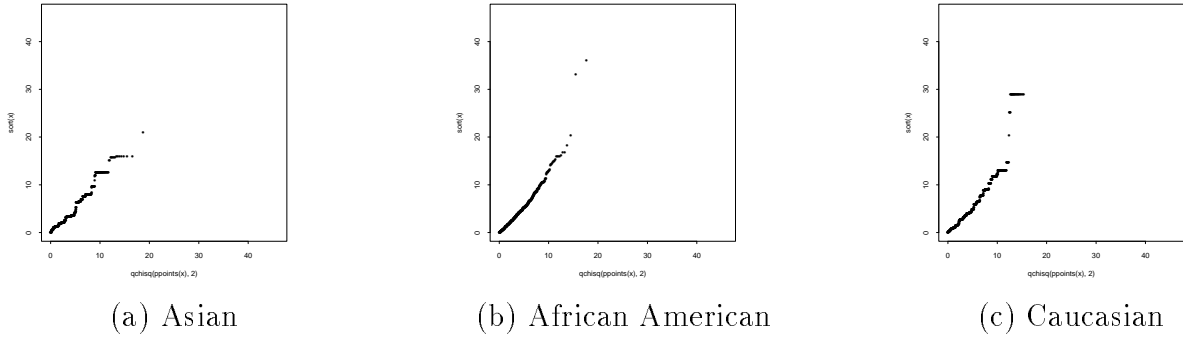 sort(x)
0 10 20 30 40
0 10 20 30 40
qchisq(ppoints(x), 2)
(a) Asian
sort(x)
0 10 20 30 40
0 10 20 30 40
qchisq(ppoints(x), 2)
(b) African American
sort(x)
0 10 20 30 40
0 10 20 30 40
qchisq(ppoints(x), 2)
(c) Caucasian